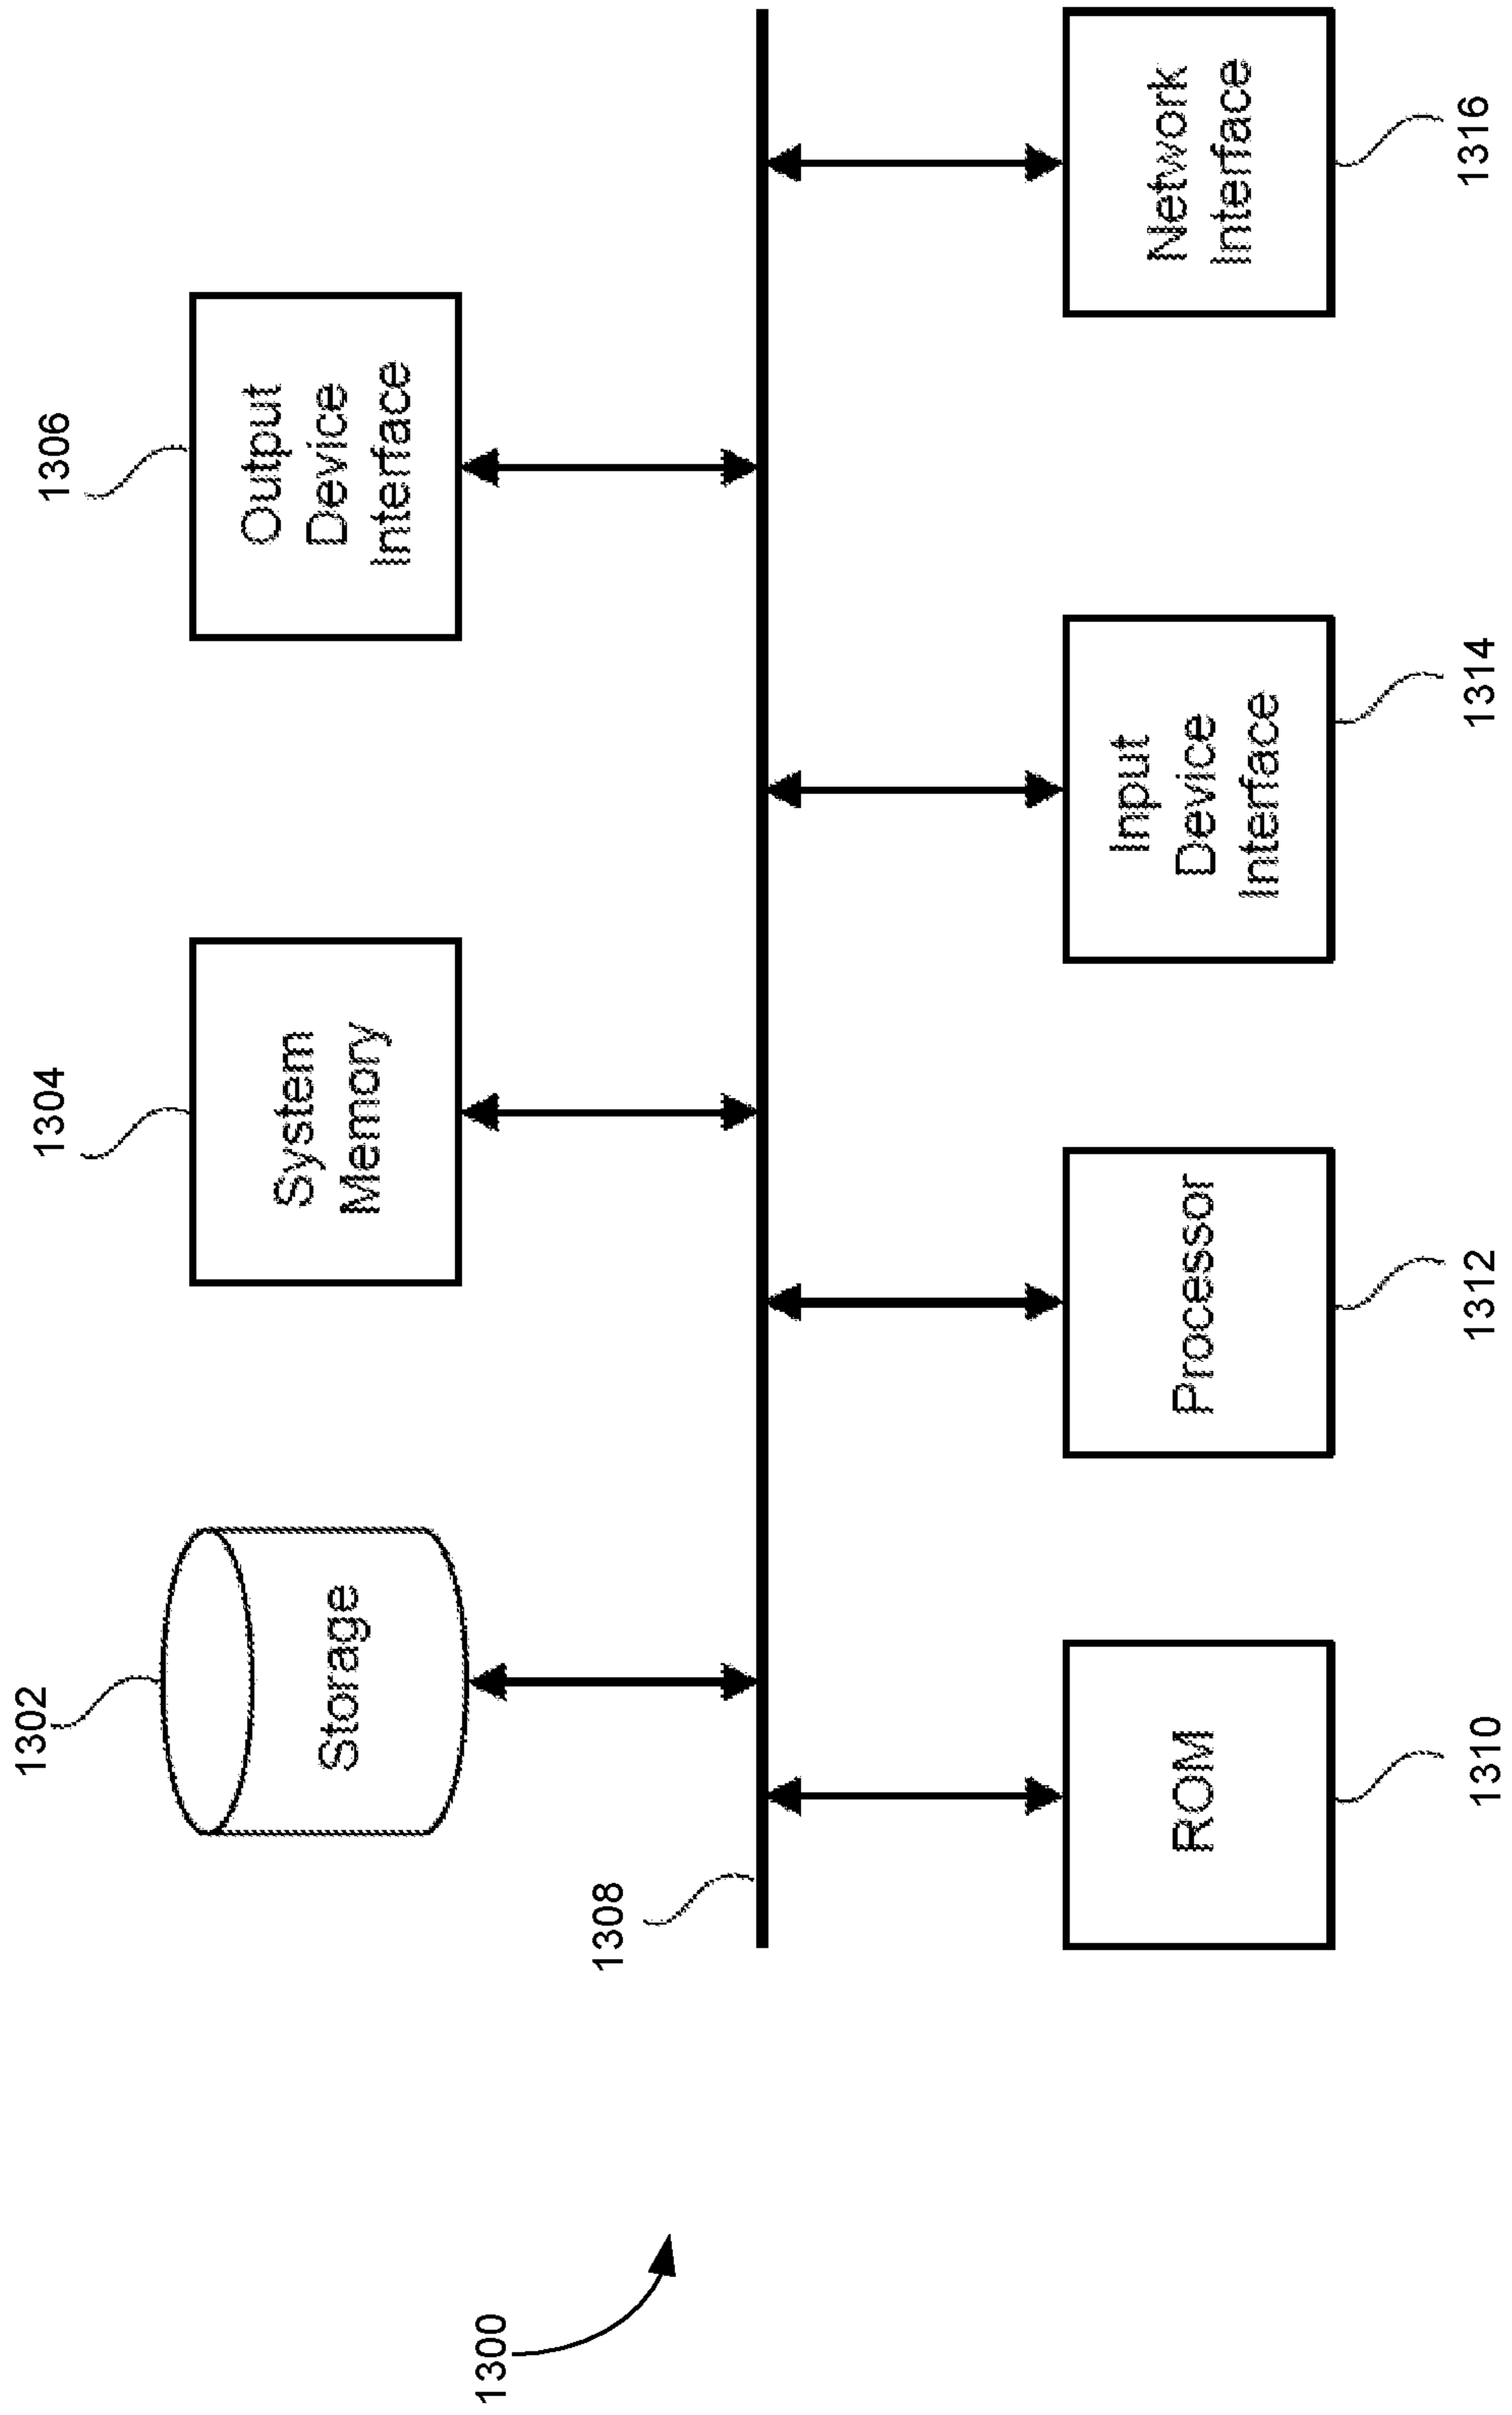 1302
1304
1306
Storage
System
Memory
Output
Device
Interface
1308
ROM
Processor
Input
Device
Interface
Network
Interface
1310
1312
1314
1316
1300